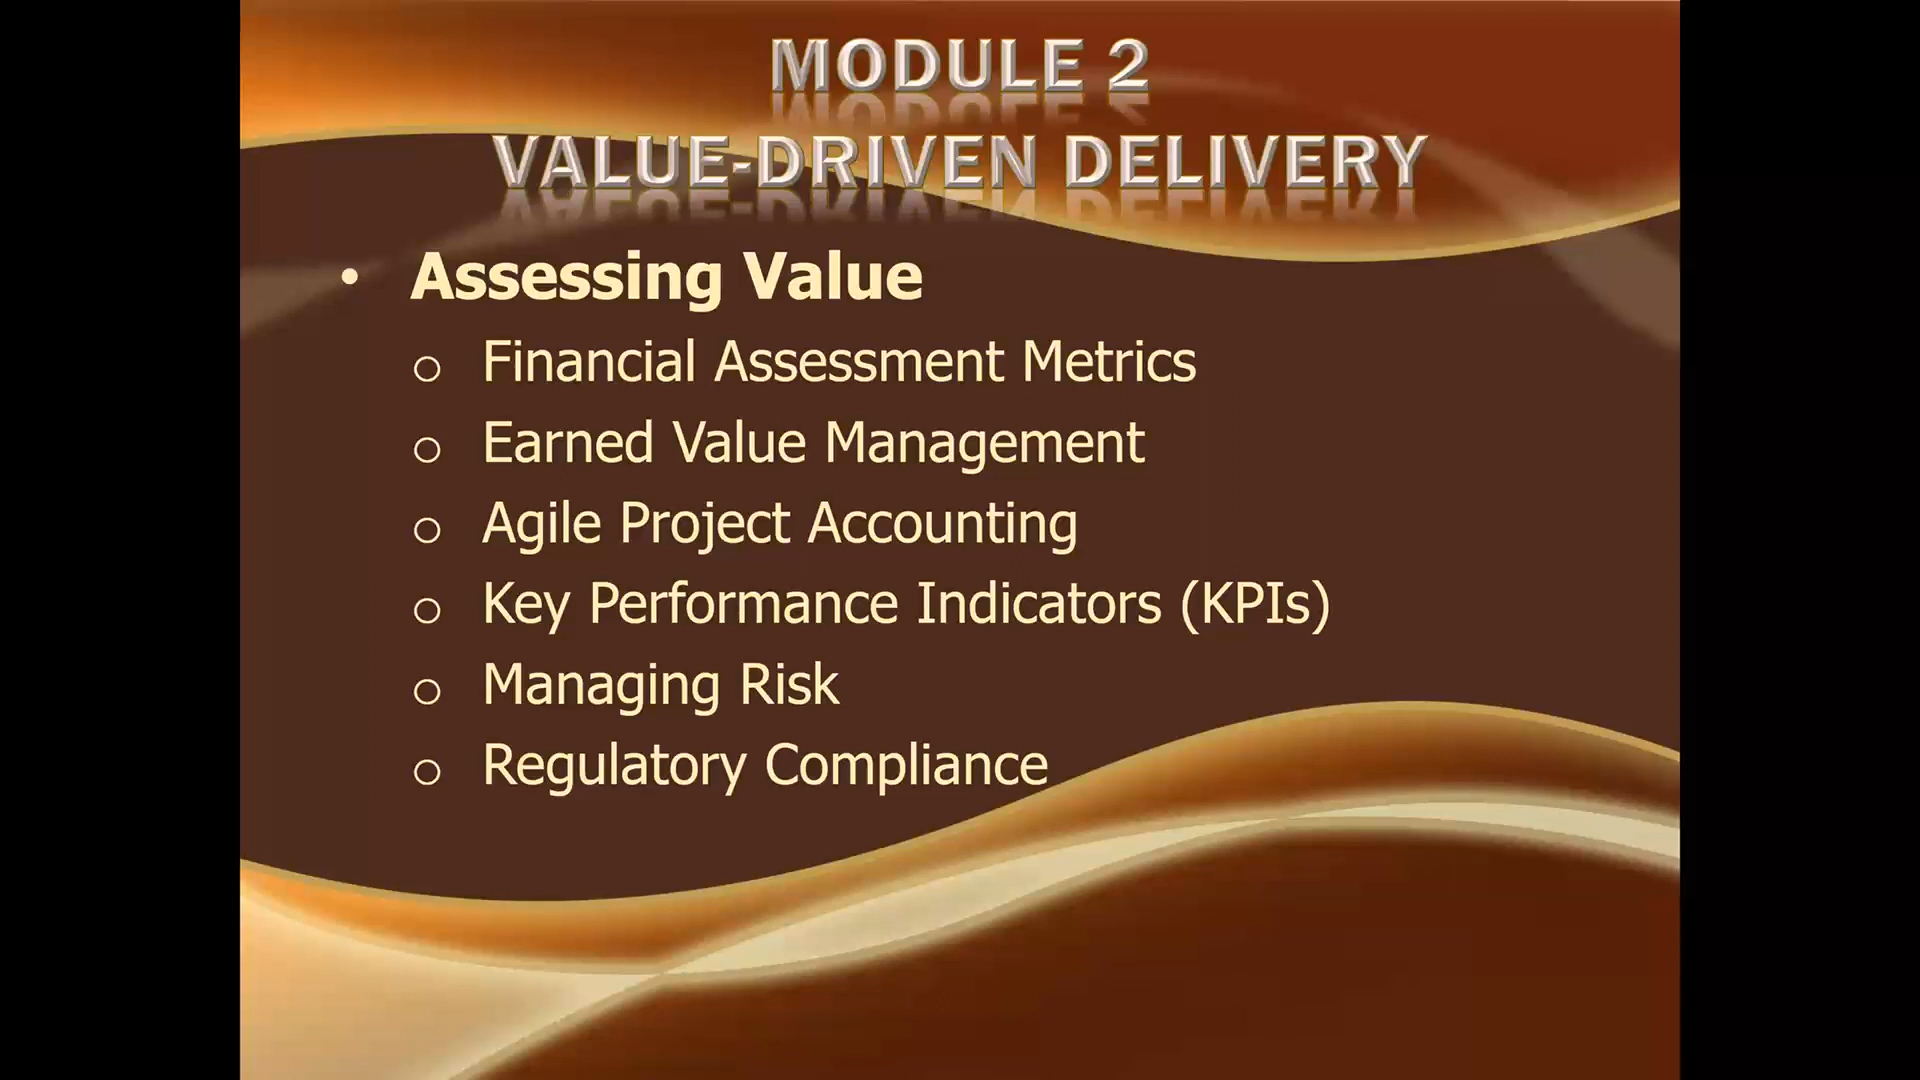 MODULE 2
VALUE-DRIVEN DELIVERY
• Assessing Value
o Financial Assessment Metrics
o Earned Value Management
o Agile Project Accounting
o Key Performance Indicators (KPIs)
o Managing Risk
o Regulatory Compliance